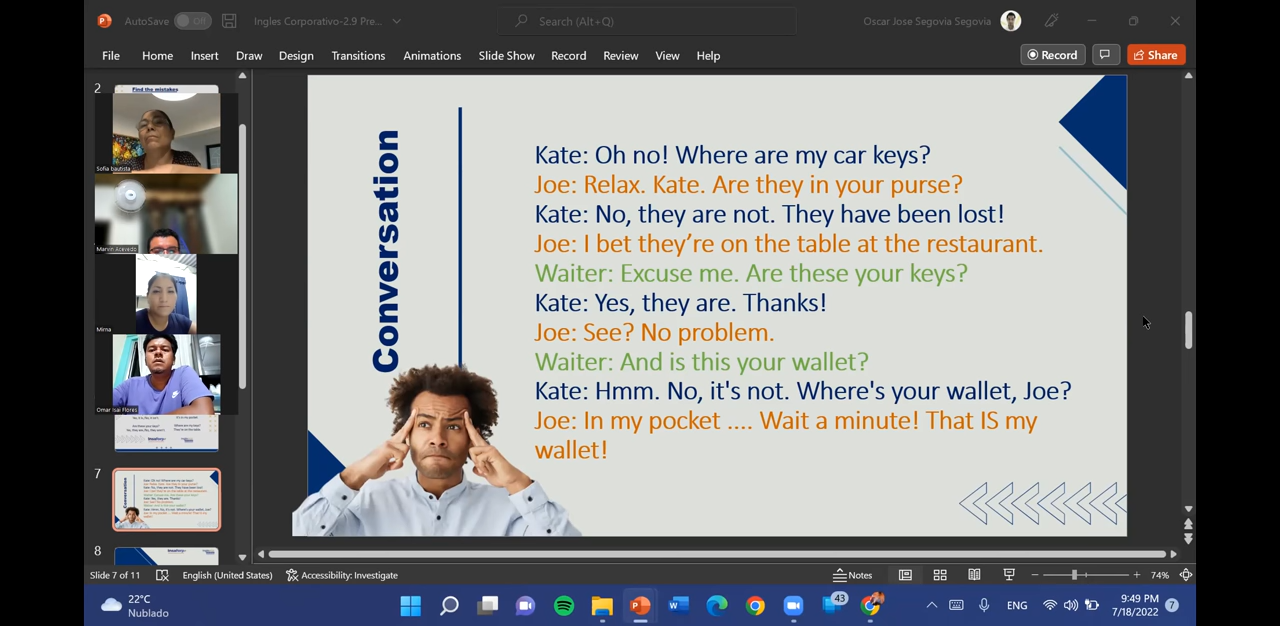 AutoSave
Off
Ingles Corporativo-2.9 Pre...
Search (Alt+Q)
Oscar Jose Segovia Segovia
File Home Insert Draw Design Transitions Animations Slide Show Record Review View Help
Record
Share
2
Find the mistakes
Sofia bautista
Marvin Acevedo
Mirna
Omar Isai Flores
7
8
Conversation
Kate: Oh no! Where are my car keys?
Joe: Relax. Kate. Are they in your purse?
Kate: No, they are not. They have been lost!
Joe: I bet they’re on the table at the restaurant.
Waiter: Excuse me. Are these your keys?
Kate: Yes, they are. Thanks!
Joe: See? No problem.
Waiter: And is this your wallet?
Kate: Hmm. No, it's not. Where's your wallet, Joe?
Joe: In my pocket .... Wait a minute! That IS my
wallet!
Slide 7 of 11 English (United States) Accessibility: Investigate Notes 74%
22°C
Nublado
43
ENG
9:49 PM
7/18/2022
7